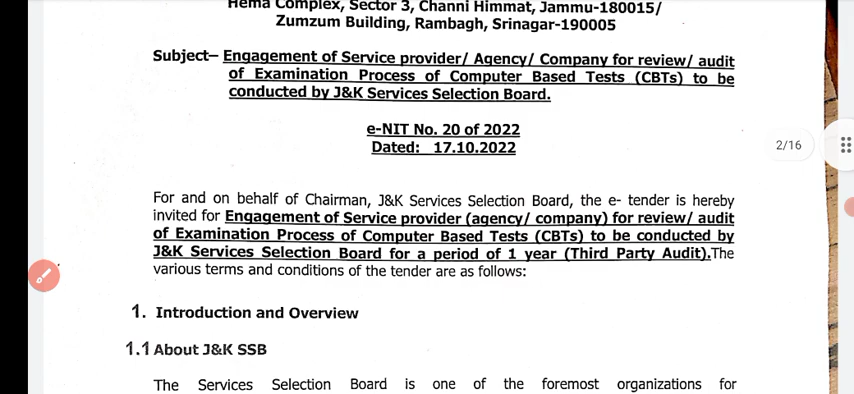 Hema Complex, Sector 3, Channi Himmat, Jammu-180015/
Zumzum Building, Rambagh, Srinagar-190005
Subject– Engagement of Service provider/ Agency/ Company for review/ audit
of Examination Process of Computer Based Tests (CBTs) to be
conducted by J&K Services Selection Board.
e-NIT No. 20 of 2022
Dated: 17.10.2022
2/16
For and on behalf of Chairman, J&K Services Selection Board, the e- tender is hereby
invited for Engagement of Service provider (agency/ company) for review/ audit
of Examination Process of Computer Based Tests (CBTs) to be conducted by
J&K Services Selection Board for a period of 1 year (Third Party Audit).The
various terms and conditions of the tender are as follows:
1. Introduction and Overview
1.1 About J&K SSB
The Services Selection Board is one of the foremost organizations for